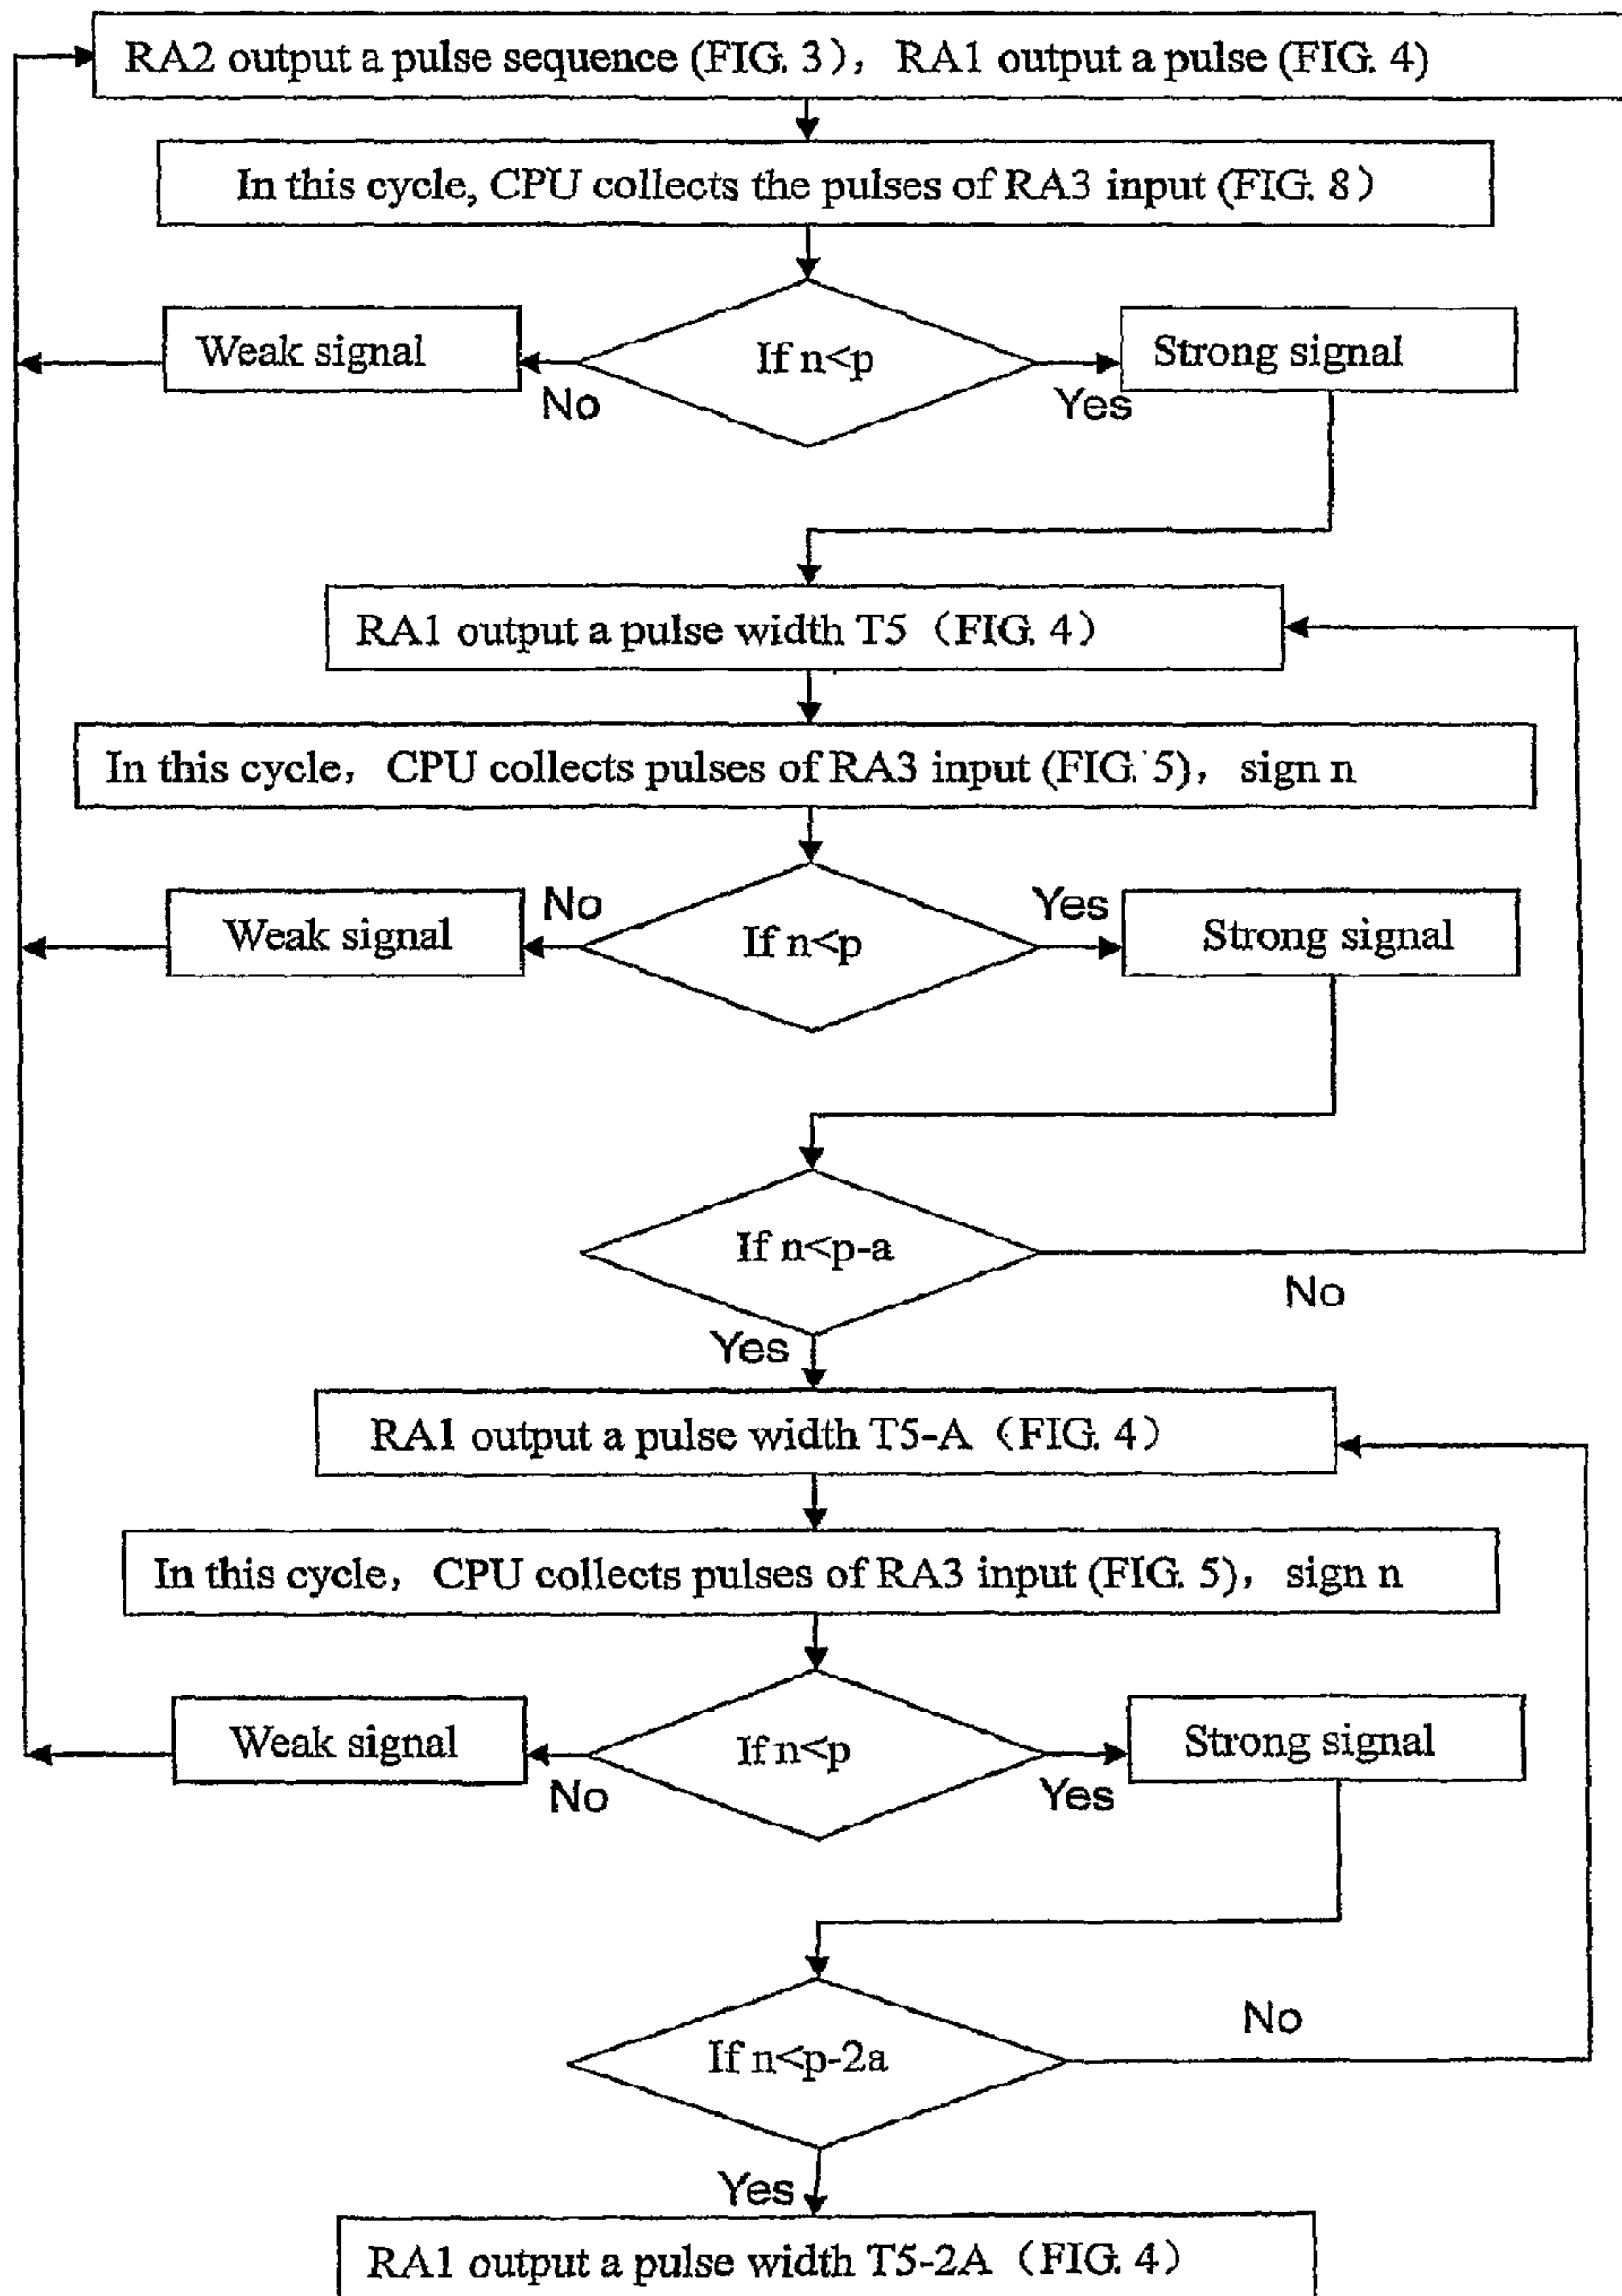 RA2 output a pulse sequence (FIG. 3), RA1 output a pulse (FIG. 4)
In this cycle, CPU collects the pulses of RA3 input (FIG. 8)
Weak signal
If n<p
Strong signal
No
Yes
RA1 output a pulse width T5 (FIG. 4)
In this cycle, CPU collects pulses of RA3 input (FIG. 5), sign n
No
Yes
Weak signal
If n<p
Strong signal
If n<p-a
No
Yes
RA1 output a pulse width T5-A (FIG. 4)
In this cycle, CPU collects pulses of RA3 input (FIG. 5), sign n
Weak signal
If n<p
Strong signal
No
Yes
No
If n<p-2a
Yes
RA1 output a pulse width T5-2A (FIG. 4)